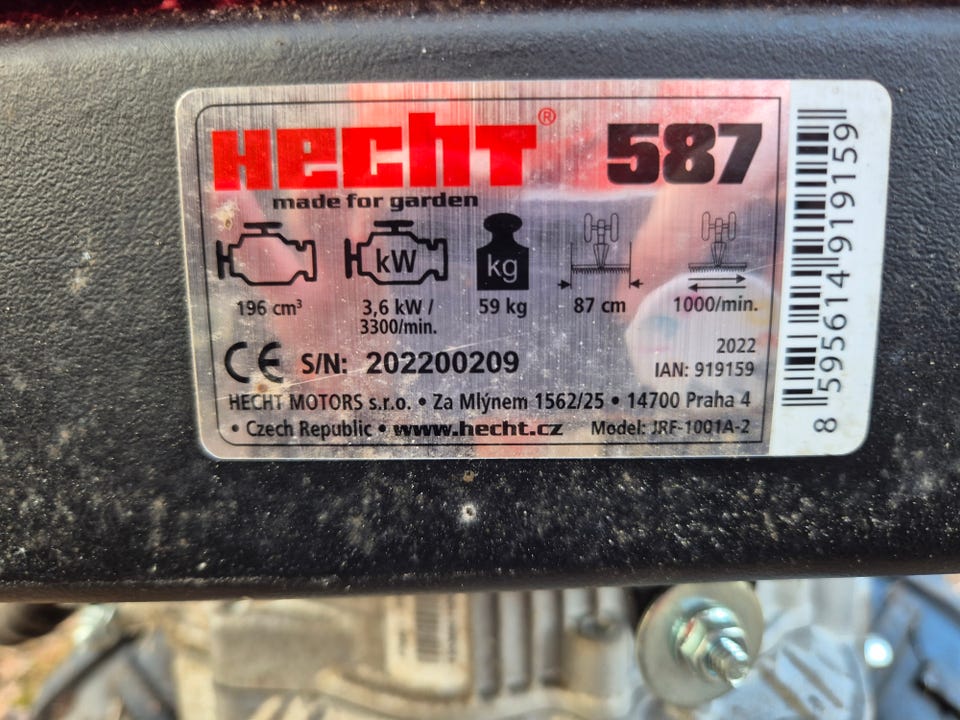 Hecht® 587
made for garden
kW
kg
196 cm³ 3,6 kW / 59 kg 87 cm 1000/min.
3300/min.
2022
CE S/N: 202200209 IAN: 919159
HECHT MOTORS s.r.o. • Za Mlýnem 1562/25 • 14700 Praha 4
• Czech Republic • www.hecht.cz Model: JRF-1001A-2
8 595614 919159